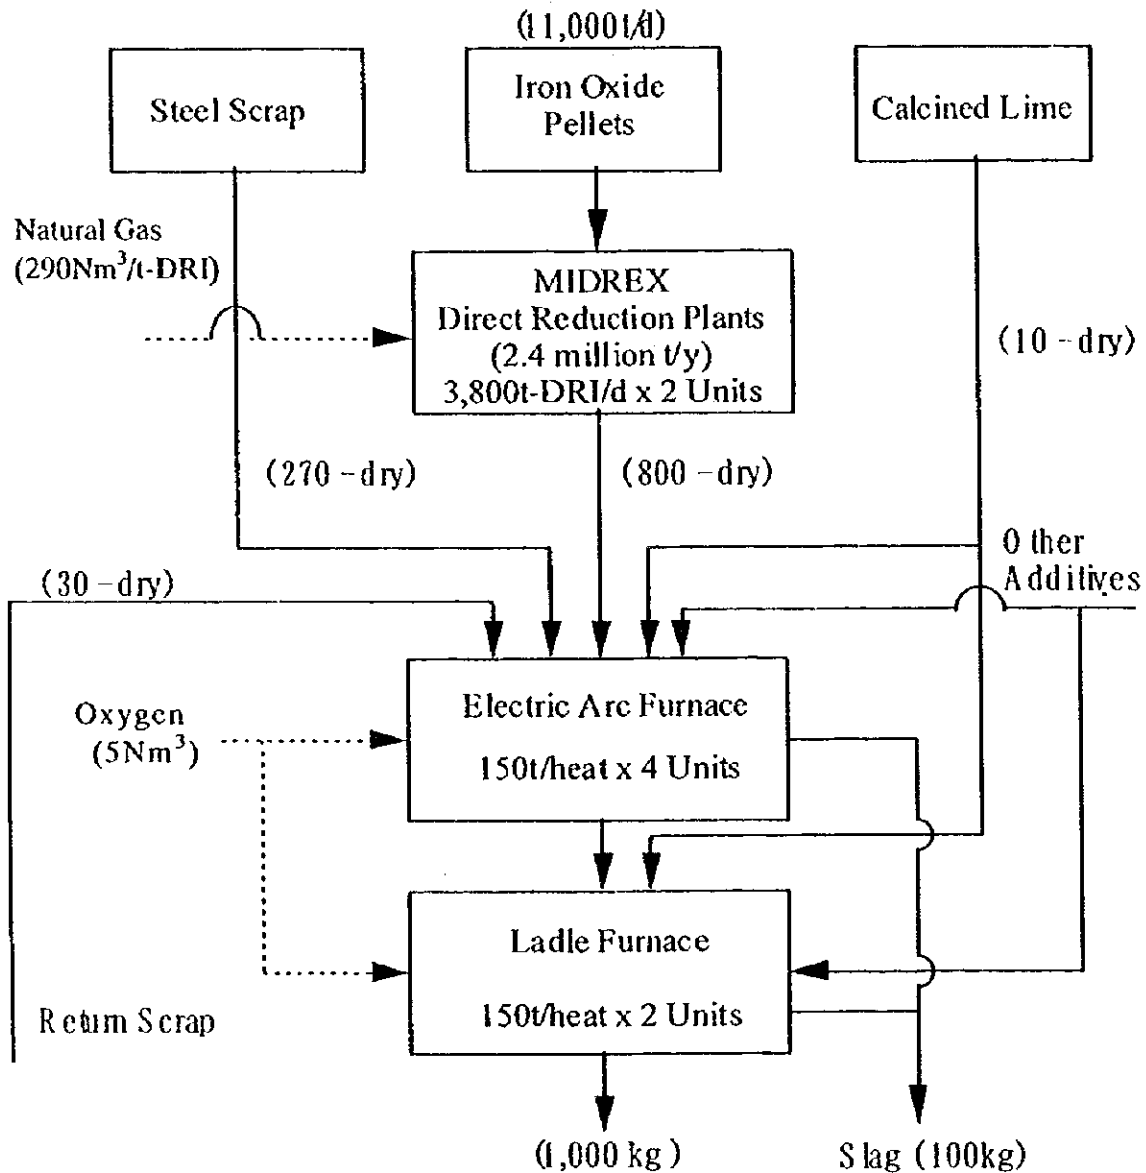 (11,000t/d)
Steel Scrap
Iron Oxide
Pellets
Calcined Lime
Natural Gas
(290Nm³/t-DRI)
MIDREX
Direct Reduction Plants
(2.4 million t/y)
3,800t-DRI/d x 2 Units
(10-dry)
(270-dry)
(800-dry)
Other
Additives
(30-dry)
Electric Arc Furnace
150t/heat x 4 Units
Oxygen
(5Nm³)
Ladle Furnace
150t/heat x 2 Units
Return Scrap
(1,000 kg)
Slag (100kg)